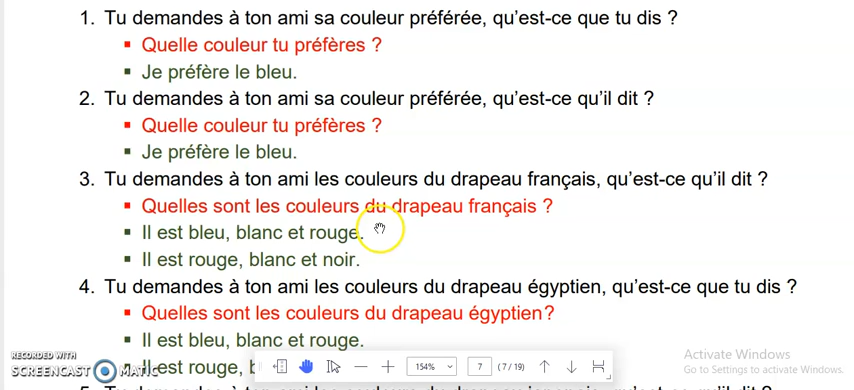 1. Tu demandes à ton ami sa couleur préférée, qu'est-ce que tu dis ?
▪ Quelle couleur tu préfères ?
▪ Je préfère le bleu.
2. Tu demandes à ton ami sa couleur préférée, qu'est-ce qu'il dit ?
▪ Quelle couleur tu préfères ?
▪ Je préfère le bleu.
3. Tu demandes à ton ami les couleurs du drapeau français, qu'est-ce qu'il dit ?
▪ Quelles sont les couleurs du drapeau français ?
▪ Il est bleu, blanc et rouge.
▪ Il est rouge, blanc et noir.
4. Tu demandes à ton ami les couleurs du drapeau égyptien, qu'est-ce que tu dis ?
▪ Quelles sont les couleurs du drapeau égyptien?
▪ Il est bleu, blanc et rouge.
Il est rouge, b
154% 7 (7 / 19)
Activate Windows
Go to Settings to activate Windows.
RECORDED WITH
SCREENCAST MATIC